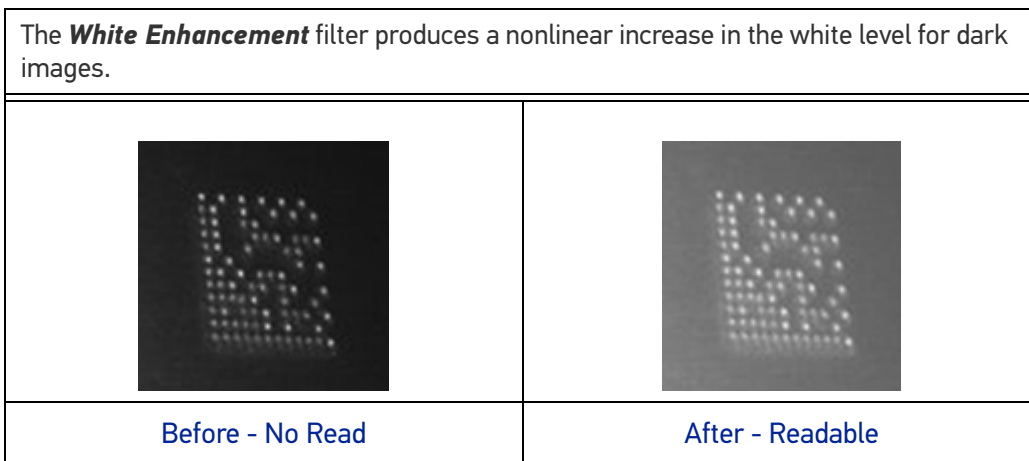 The White Enhancement filter produces a nonlinear increase in the white level for dark
images.
Before - No Read
After - Readable